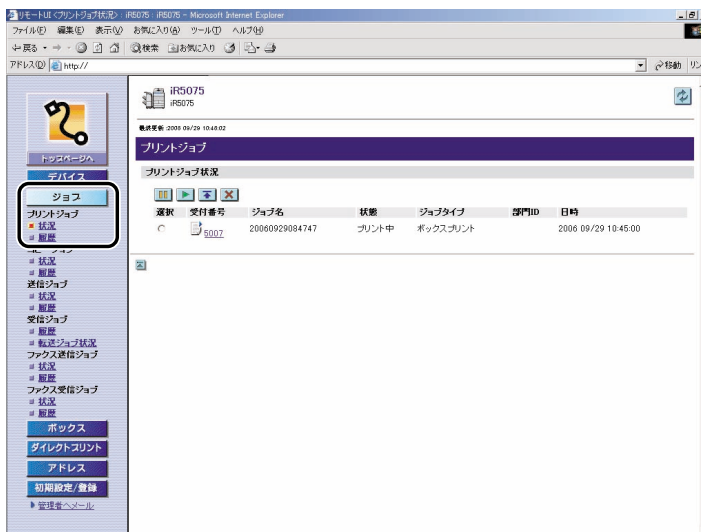 リモートUI <プリントジョブ状況> : iR5075 : iR5075 - Microsoft Internet Explorer
ファイル(F) 編集(E) 表示(V) お気に入り(A) ツール(T) ヘルプ(H)
戻る 検索 お気に入り
アドレス(D) http:// 移動 リン
iR5075
iR5075
最終更新 :2006 09/29 10:48:02
トップページへ
デバイス
ジョブ
プリントジョブ
状況
履歴
コピージョブ
状況
履歴
送信ジョブ
状況
履歴
受信ジョブ
履歴
転送ジョブ状況
ファクス送信ジョブ
状況
履歴
ファクス受信ジョブ
状況
履歴
ボックス
ダイレクトプリント
アドレス
初期設定/登録
管理者へメール
プリントジョブ
プリントジョブ状況
選択 受付番号 ジョブ名 状態 ジョブタイプ 部門ID 日時
5007 20060929084747 プリント中 ボックスプリント 2006 09/29 10:45:00